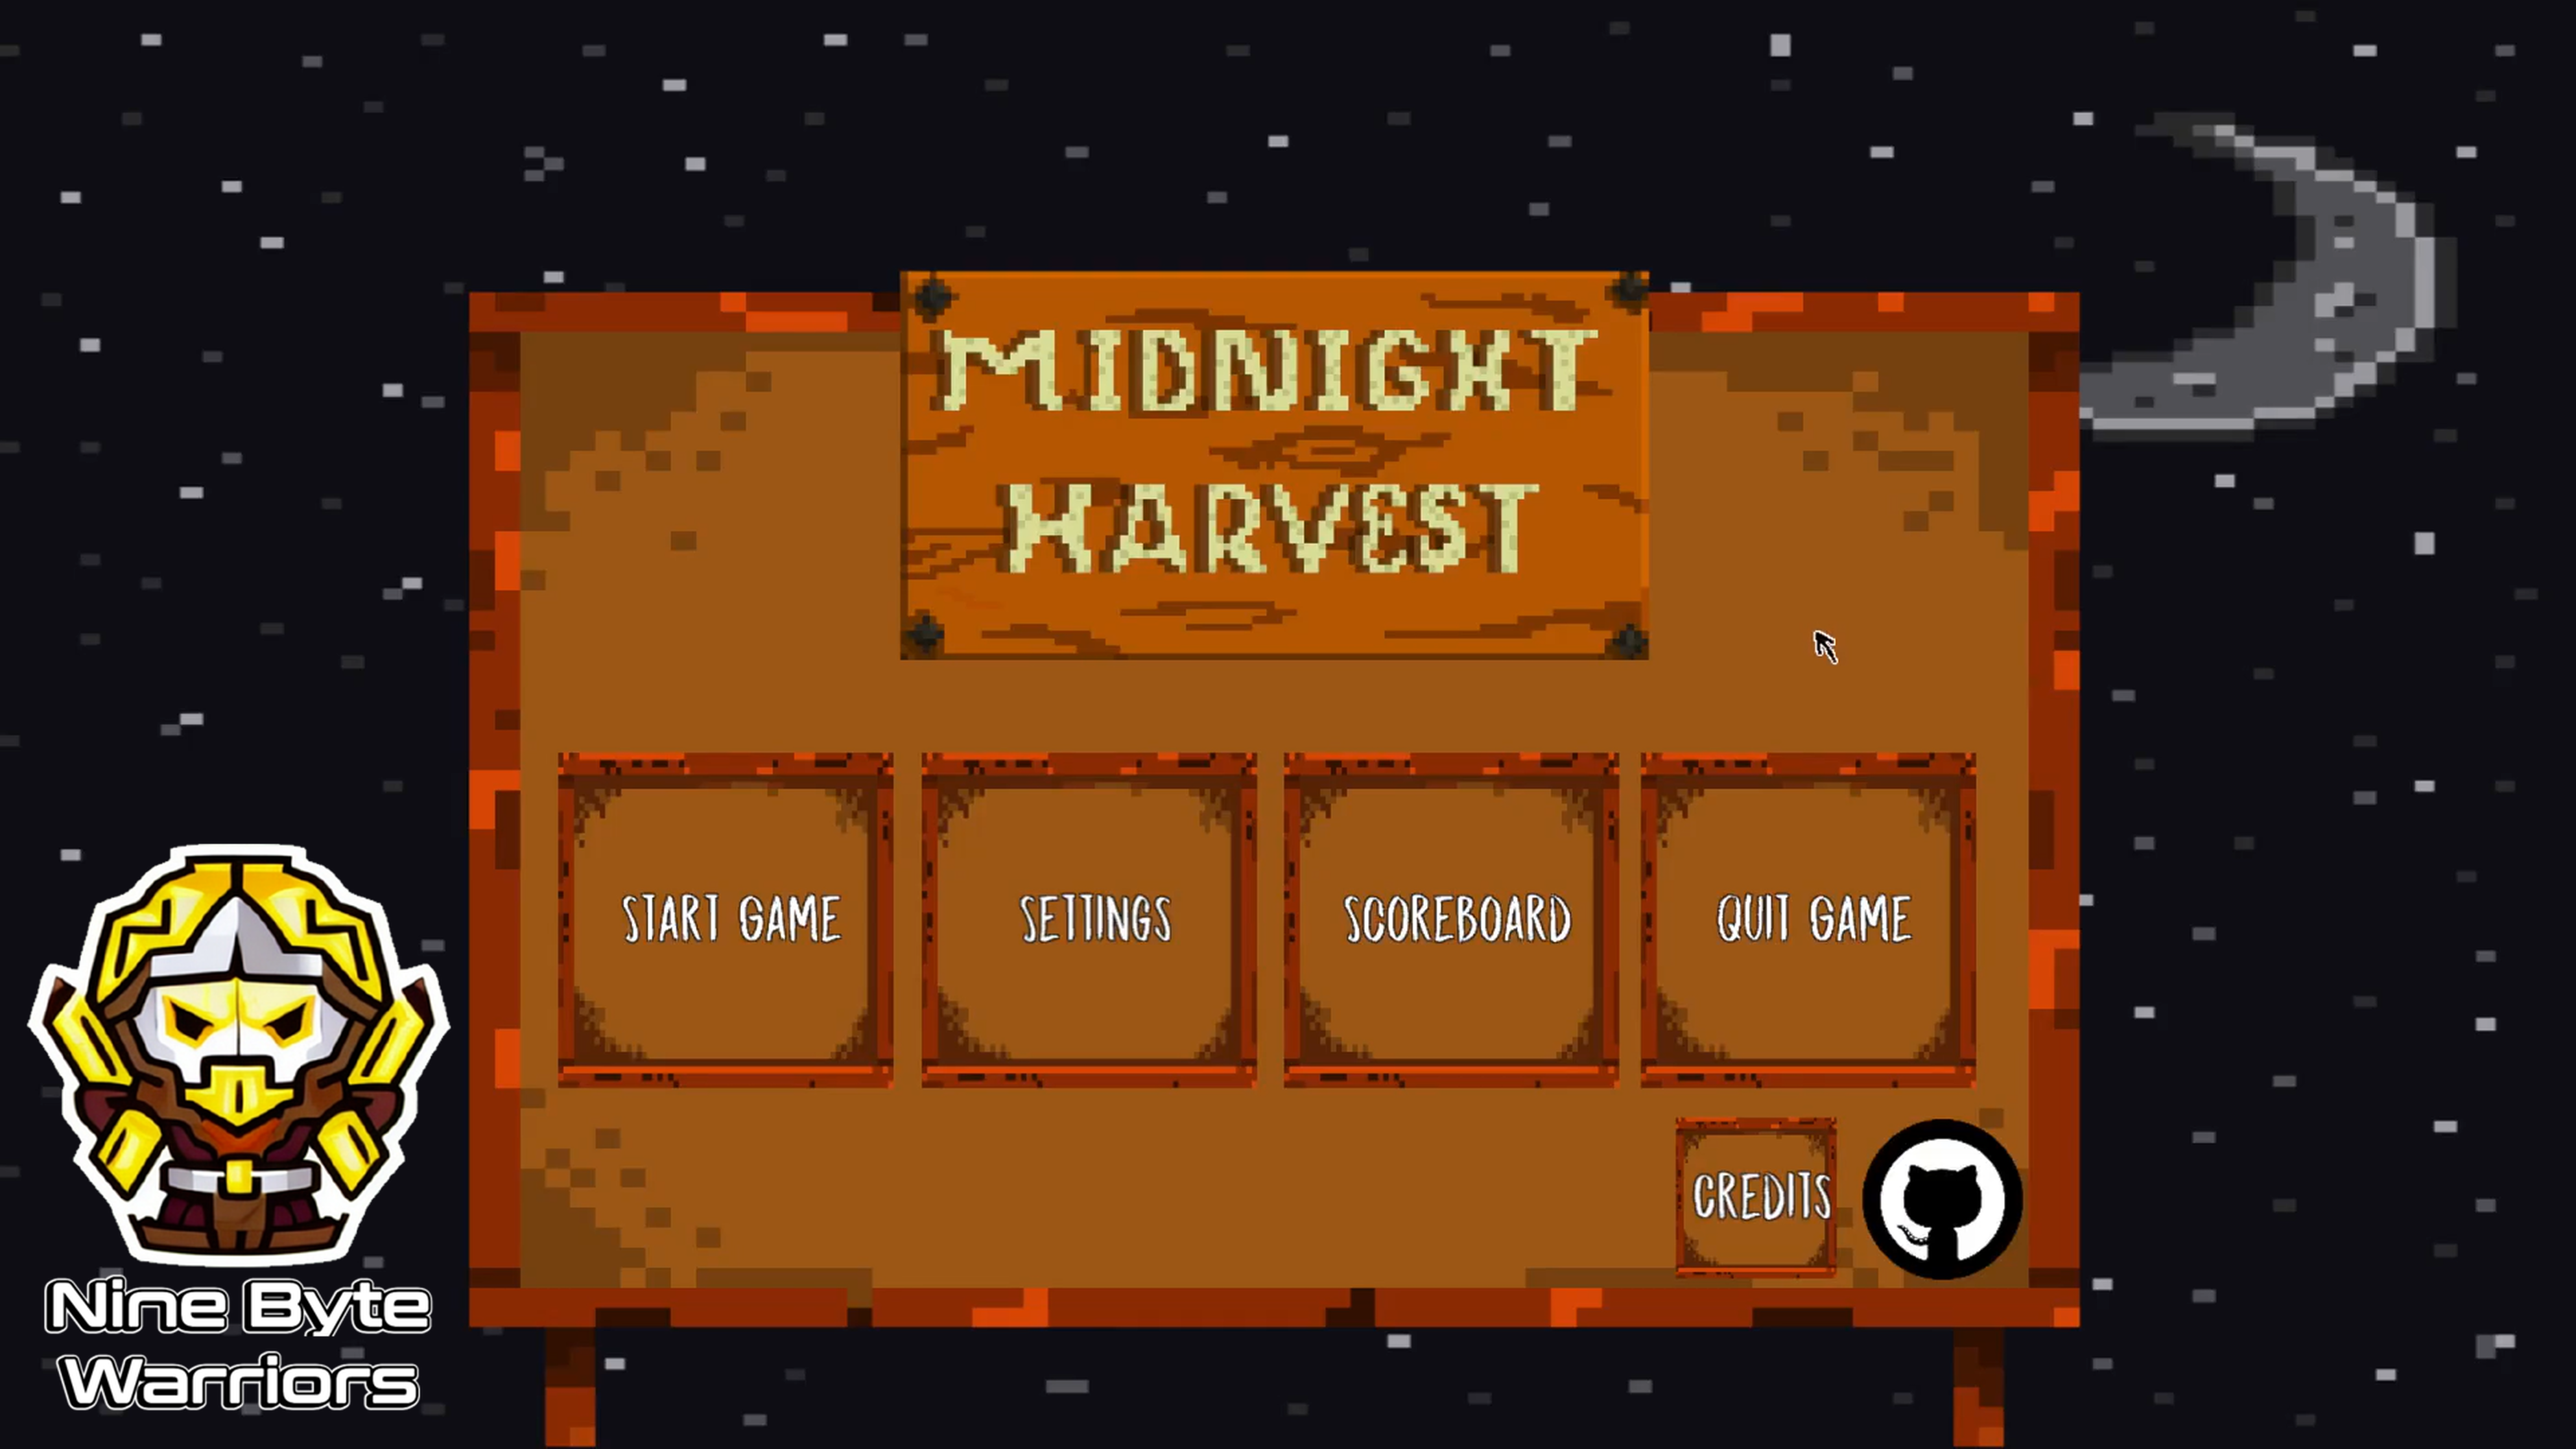 MIDNIGHT
HARVEST
START GAME
SETTINGS
SCOREBOARD
QUIT GAME
CREDITS
Nine Byte
Warriors